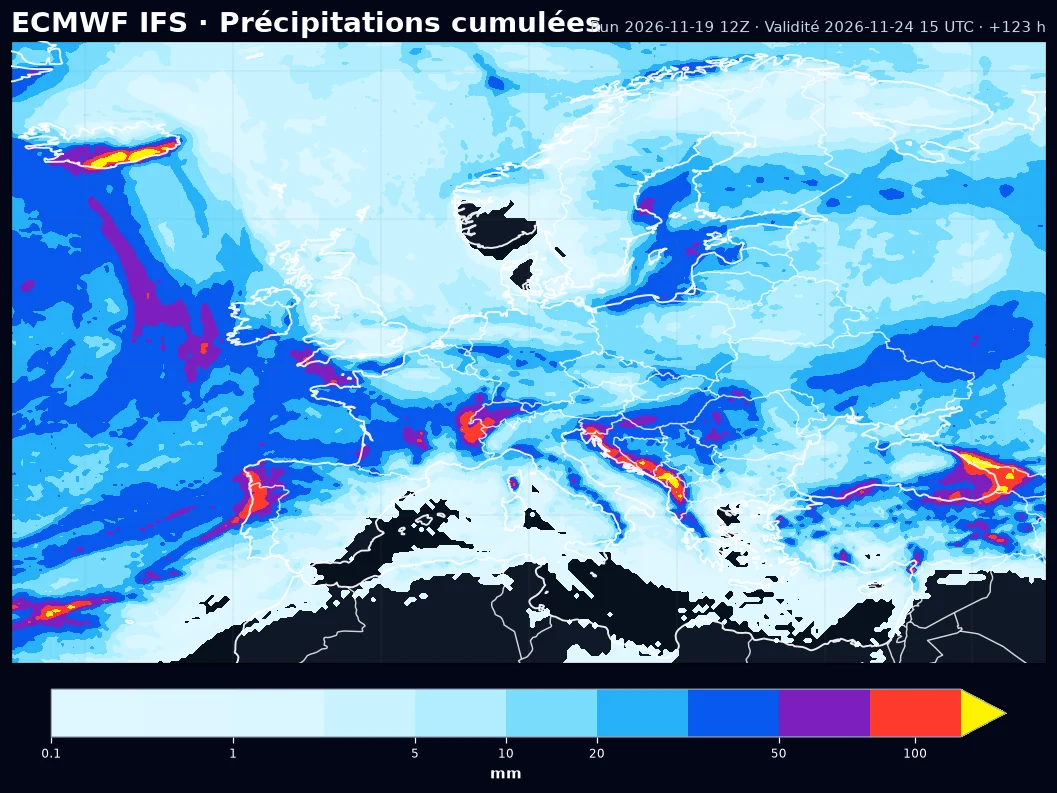 ECMWF IFS · Précipitations cumulées
Run 2026-11-19 12Z · Validité 2026-11-24 15 UTC · +123 h
0.1 1 5 10 20 50 100
mm